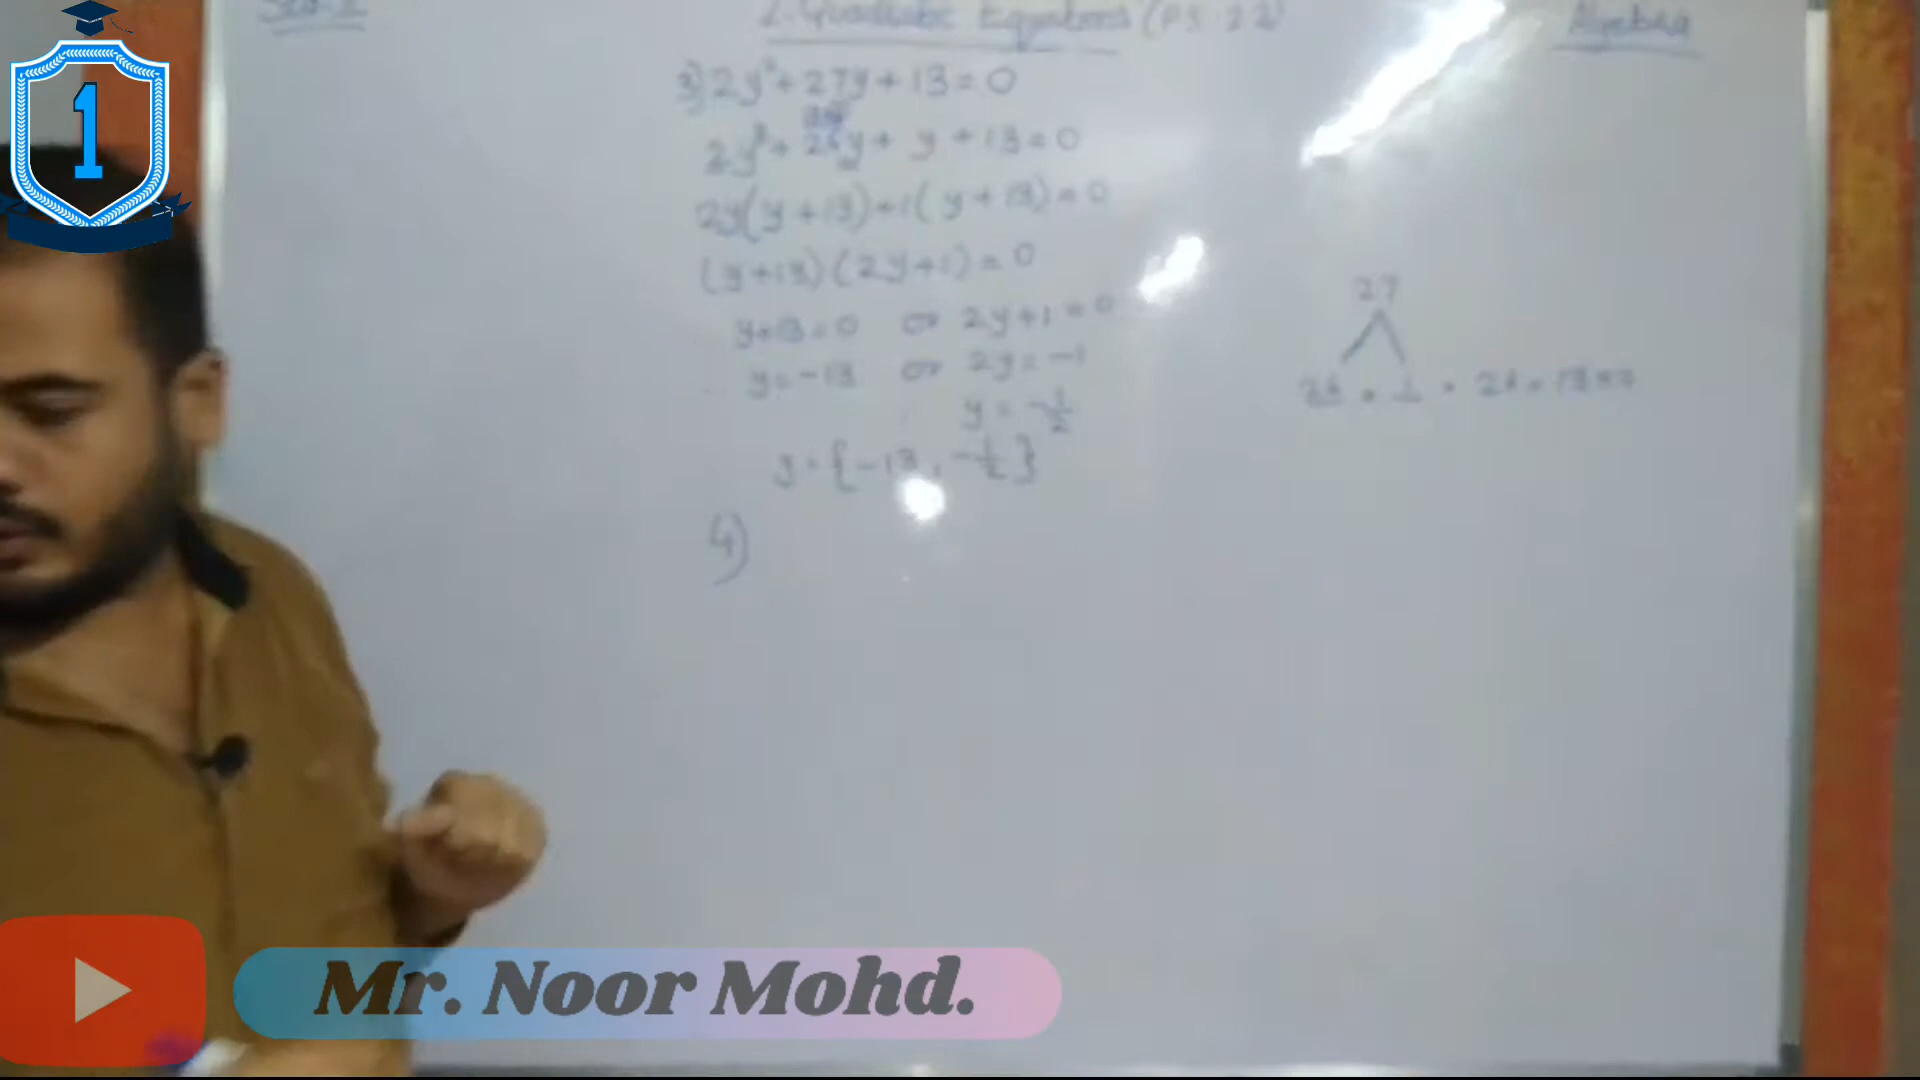 1
2. Quadratic Equations (P.S. 2.2)
Algebra
3) 2y²+27y+13=0
2y²+26y+ y +13=0
2y(y+13)+1(y+13)=0
(y+13)(2y+1)=0
y+13=0 or 2y+1=0
y=-13 or 2y=-1
y=-1/2
y={-13, -1/2}
27
26 1 26 13×2
4)
Mr. Noor Mohd.